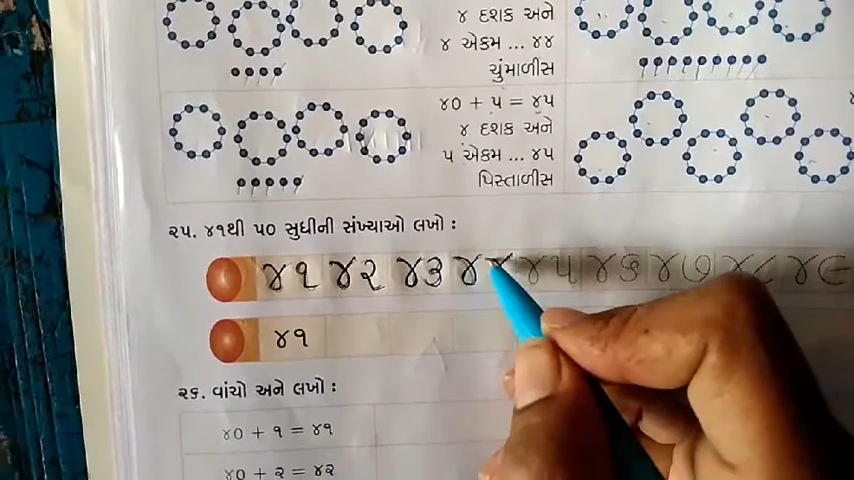 ૪ દશક અને
૪ એકમ ... ૪૪
ચુંમાળીસ
૪૦ + ૫ = ૪૫
૪ દશક અને
૫ એકમ ... ૪૫
પિસ્તાળીસ
૨૫. ૪૧થી ૫૦ સુધીની સંખ્યાઓ લખો :
૪૧ ૪૨ ૪૩ ૪૪ ૪૫ ૪૬ ૪૭ ૪૮ ૪૯
૪૧
૨૬. વાંચો અને લખો :
૪૦ + ૧ = ૪૧
૪૦ + ૨ = ૪૨